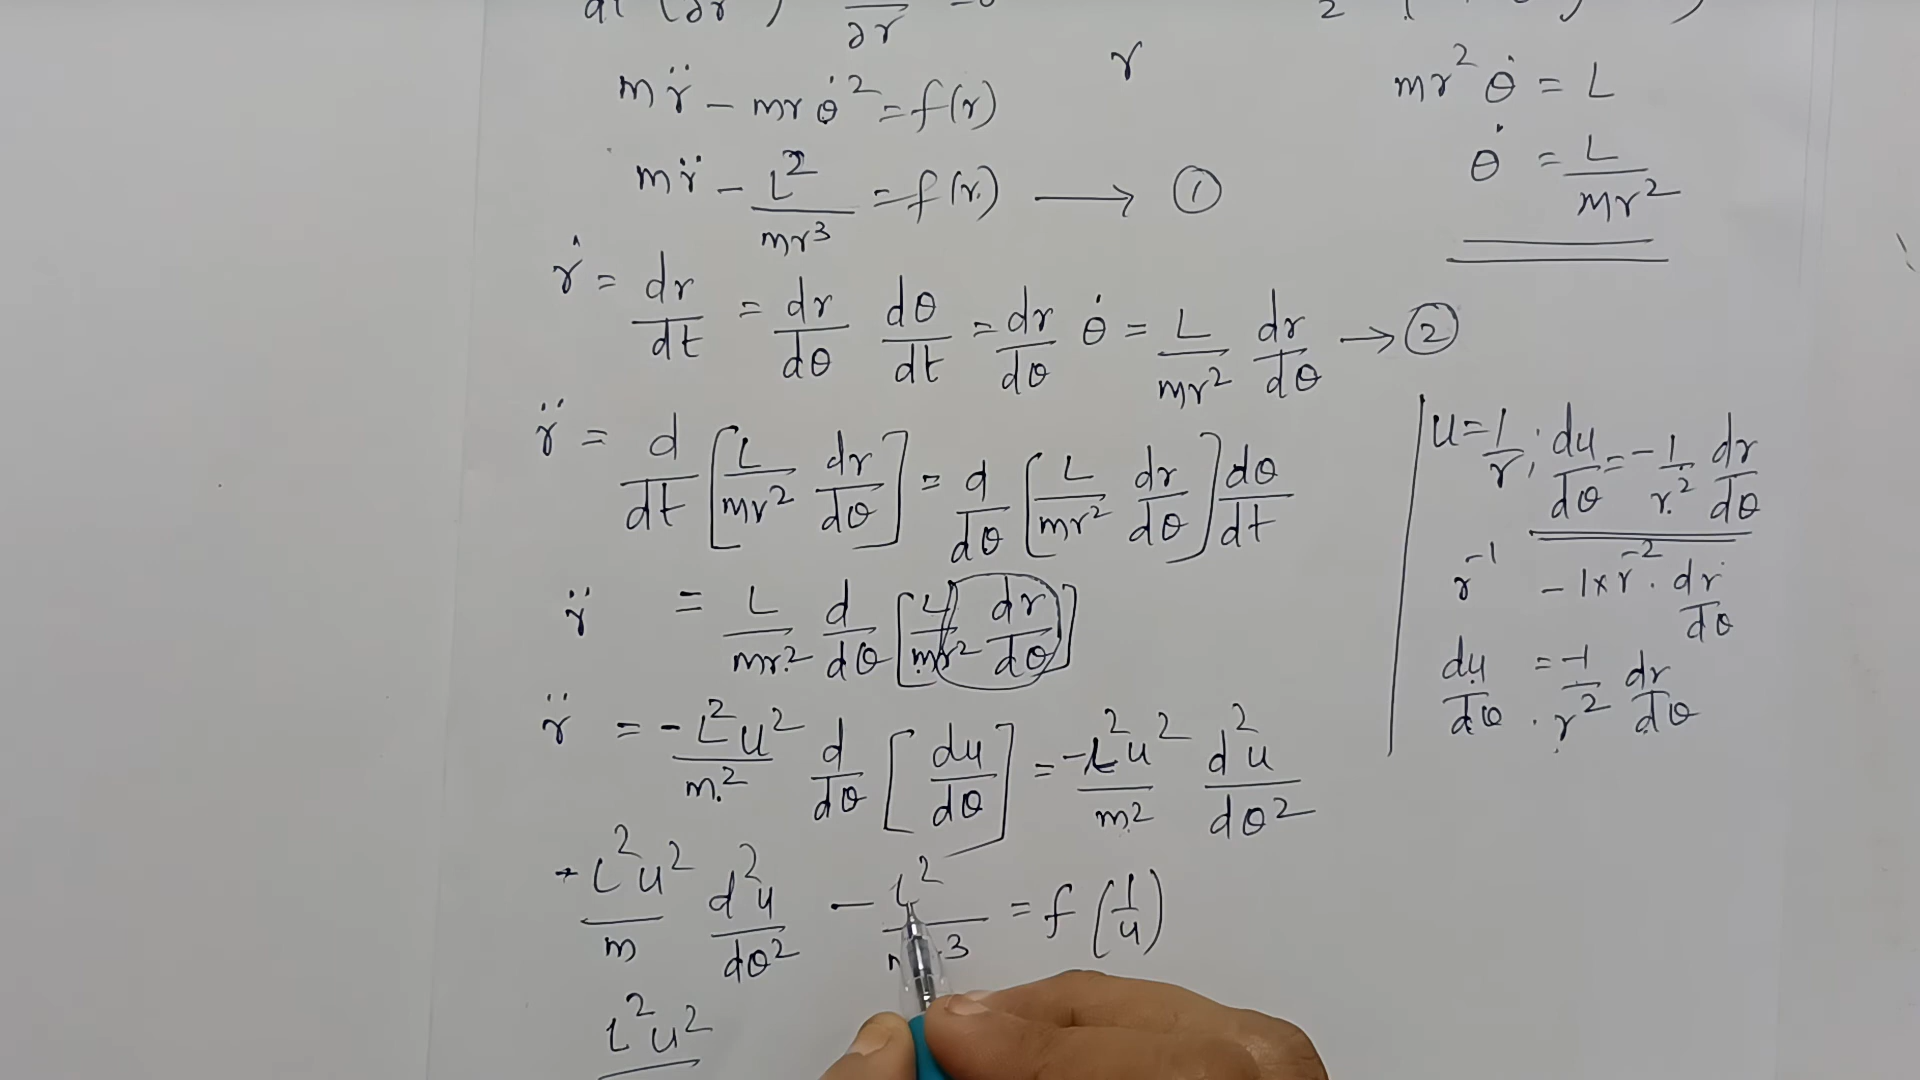 ∂r
mr̈ - mrθ̇² = f(r)
r
mr² θ̇ = L
mr̈ - L²/mr³ = f(r) ⟶ ①
θ̇ = L/mr²
ṙ = dr/dt = dr/dθ dθ/dt = dr/dθ θ̇ = L/mr² dr/dθ → ②
r̈ = d/dt [L/mr² dr/dθ] = d/dθ [L/mr² dr/dθ] dθ/dt
u = 1/r ; du/dθ = -1/r² dr/dθ
r⁻¹ -1×r⁻² . dr/dθ
r̈ = L/mr² d/dθ [L/mr² dr/dθ]
du/dθ = -1/r² dr/dθ
r̈ = -L²u²/m² d/dθ [du/dθ] = -L²u²/m² d²u/dθ²
-L²u²/m d²u/dθ² - L²/ 3 = f(1/u)
L²u²